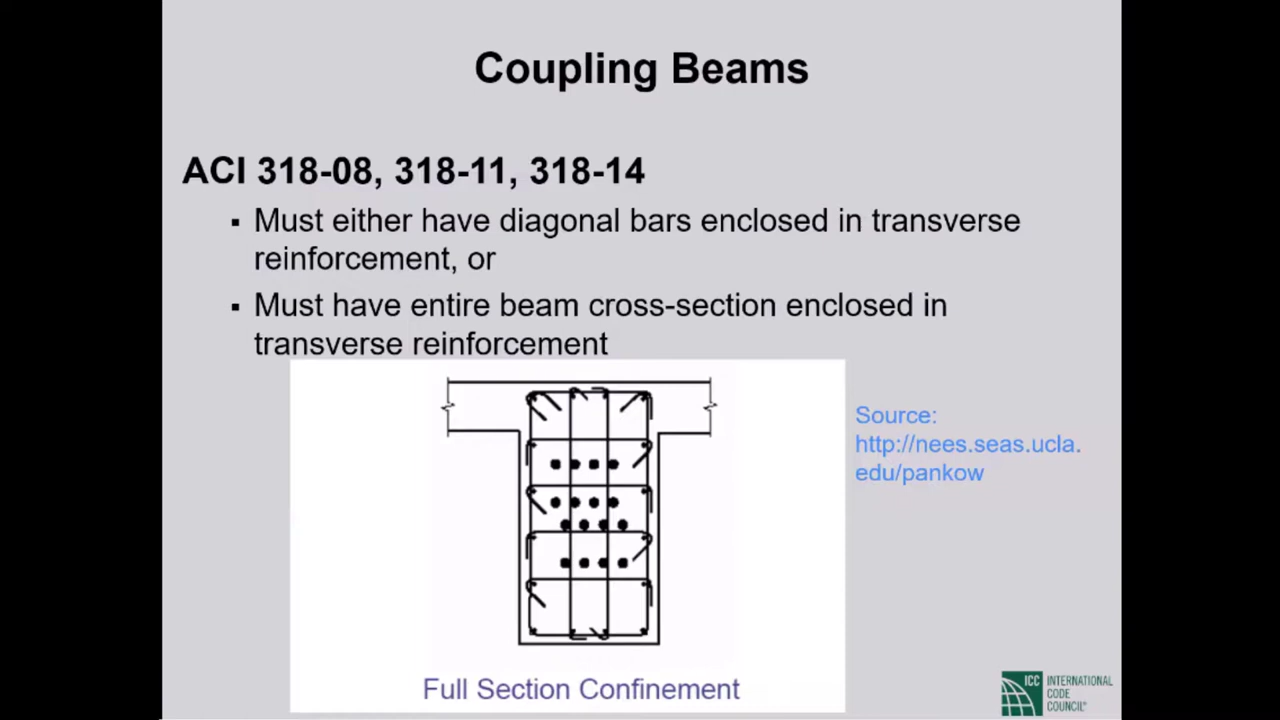 Coupling Beams
ACI 318-08, 318-11, 318-14
▪ Must either have diagonal bars enclosed in transverse
reinforcement, or
▪ Must have entire beam cross-section enclosed in
transverse reinforcement
Source:
http://nees.seas.ucla.
edu/pankow
Full Section Confinement
ICC INTERNATIONAL
CODE
COUNCIL®